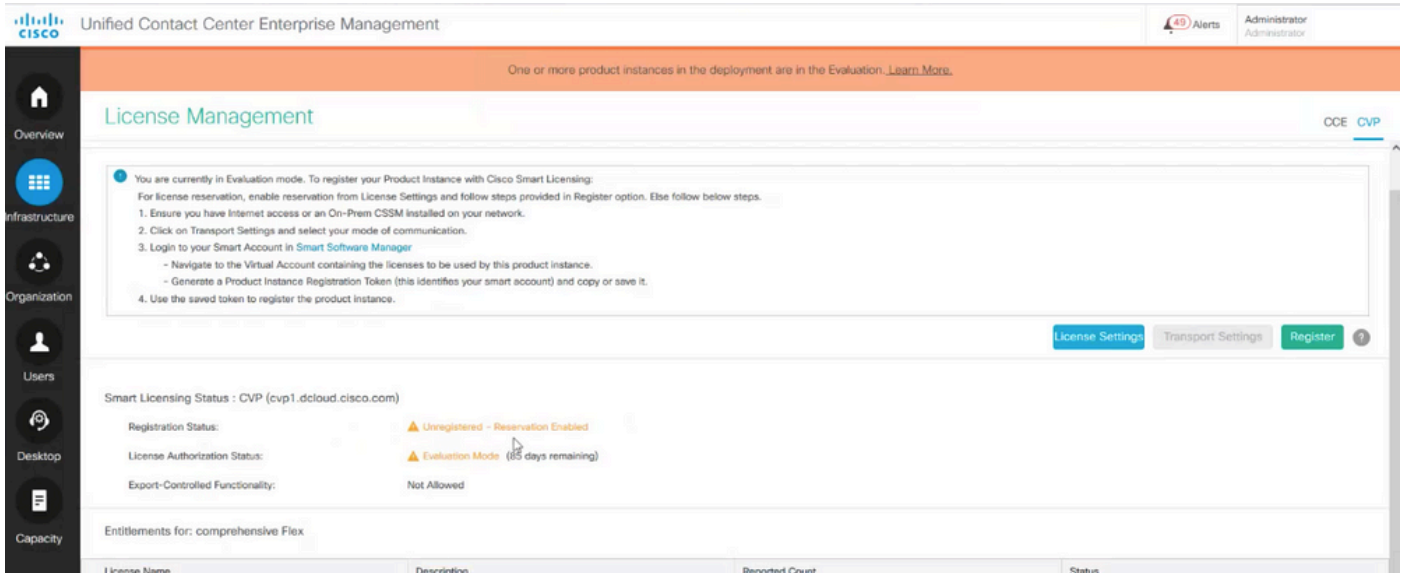 CISCO
Unified Contact Center Enterprise Management
49 Alerts
Administrator
Administrator
One or more product instances in the deployment are in the Evaluation. Learn More.
Overview
Infrastructure
Organization
Users
Desktop
Capacity
License Management
CCE CVP
You are currently in Evaluation mode. To register your Product Instance with Cisco Smart Licensing:
For license reservation, enable reservation from License Settings and follow steps provided in Register option. Else follow below steps.
1. Ensure you have Internet access or an On-Prem CSSM installed on your network.
2. Click on Transport Settings and select your mode of communication.
3. Login to your Smart Account in Smart Software Manager
- Navigate to the Virtual Account containing the licenses to be used by this product instance.
- Generate a Product Instance Registration Token (this identifies your smart account) and copy or save it.
4. Use the saved token to register the product instance.
License Settings Transport Settings Register ?
Smart Licensing Status : CVP (cvp1.dcloud.cisco.com)
Registration Status: Unregistered - Reservation Enabled
License Authorization Status: Evaluation Mode (85 days remaining)
Export-Controlled Functionality: Not Allowed
Entitlements for: comprehensive Flex
License Name Description Reported Count Status